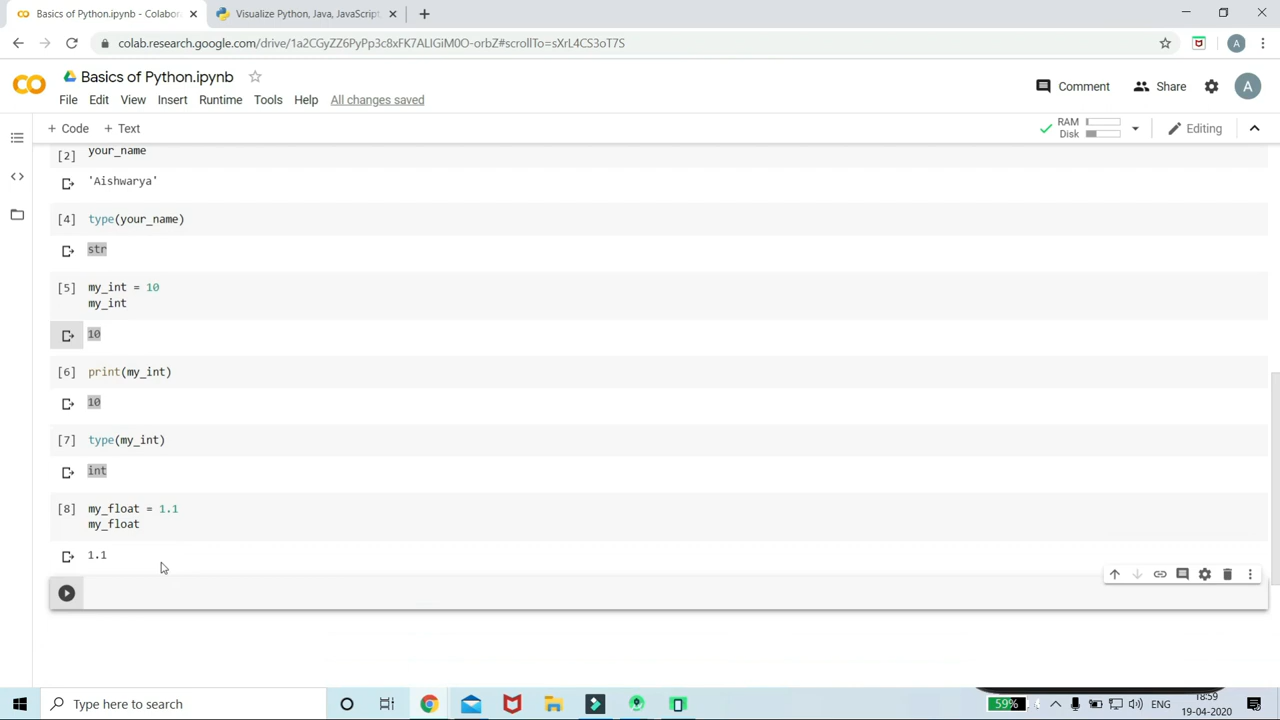 Basics of Python.ipynb - Colabora
Visualize Python, Java, JavaScript,
colab.research.google.com/drive/1a2CGyZZ6PyPp3c8xFK7ALIGiM0O-orbZ#scrollTo=sXrL4CS3oT7S
A
Basics of Python.ipynb
Comment
Share
A
File Edit View Insert Runtime Tools Help All changes saved
+ Code + Text
RAM
Disk
Editing
[2] your_name
'Aishwarya'
[4] type(your_name)
str
[5] my_int = 10
my_int
10
[6] print(my_int)
10
[7] type(my_int)
int
[8] my_float = 1.1
my_float
1.1
Type here to search
59%
ENG
18:59
19-04-2020